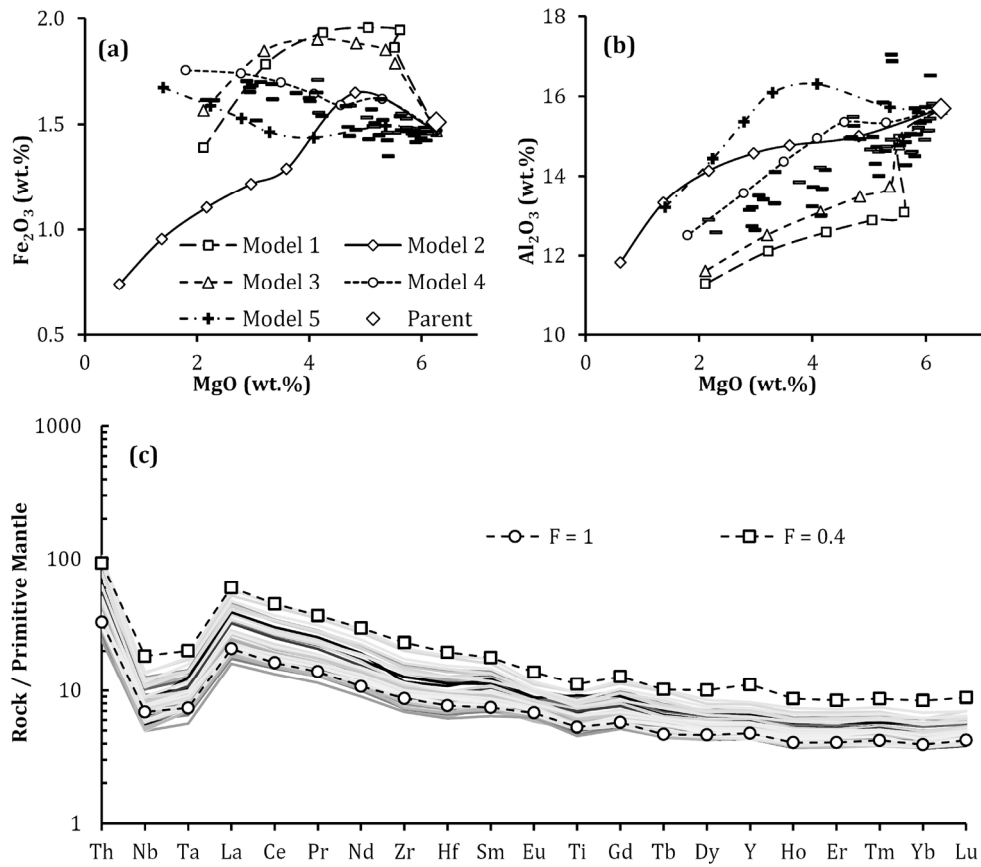 (a)
Fe₂O₃ (wt.%)
2.0
1.5
1.0
0.5
0
2
4
6
MgO (wt.%)
Model 1
Model 2
Model 3
Model 4
Model 5
Parent
(b)
Al₂O₃ (wt.%)
18
16
14
12
10
0
2
4
6
MgO (wt.%)
(c)
Rock / Primitive Mantle
1000
100
10
1
F = 1
F = 0.4
Th Nb Ta La Ce Pr Nd Zr Hf Sm Eu Ti Gd Tb Dy Y Ho Er Tm Yb Lu